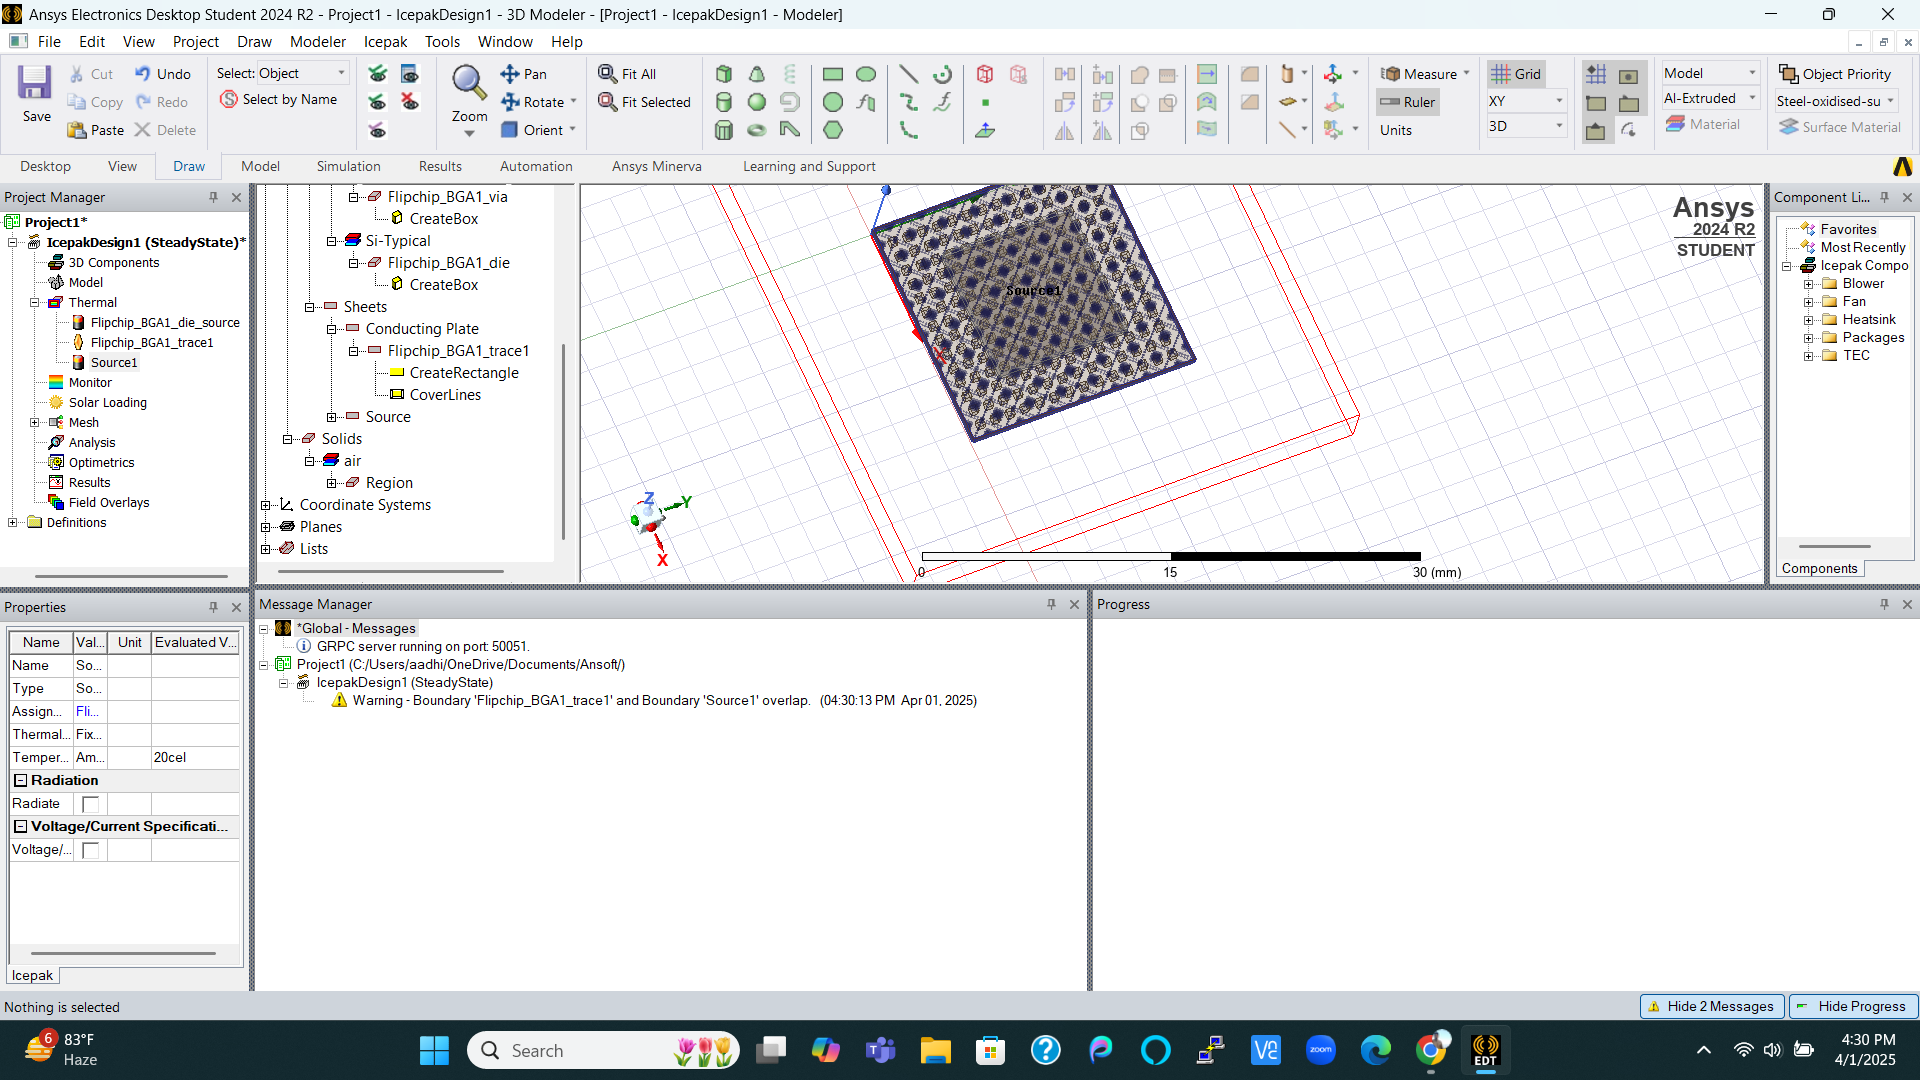 Ansys Electronics Desktop Student 2024 R2 - Project1 - IcepakDesign1 - 3D Modeler - [Project1 - IcepakDesign1 - Modeler]
File Edit View Project Draw Modeler Icepak Tools Window Help
Save
Cut
Copy
Paste
Undo
Redo
Delete
Select: Object
Select by Name
Zoom
Pan
Rotate
Orient
Fit All
Fit Selected
Measure
Ruler
Units
Grid
XY
3D
Model
Al-Extruded
Material
Object Priority
Steel-oxidised-su
Surface Material
Desktop View Draw Model Simulation Results Automation Ansys Minerva Learning and Support
Project Manager
Project1*
IcepakDesign1 (SteadyState)*
3D Components
Model
Thermal
Flipchip_BGA1_die_source
Flipchip_BGA1_trace1
Source1
Monitor
Solar Loading
Mesh
Analysis
Optimetrics
Results
Field Overlays
Definitions
Flipchip_BGA1_via
CreateBox
Si-Typical
Flipchip_BGA1_die
CreateBox
Sheets
Conducting Plate
Flipchip_BGA1_trace1
CreateRectangle
CoverLines
Source
Solids
air
Region
Coordinate Systems
Planes
Lists
Source1
X
Z
Y
X
0 15 30 (mm)
Ansys
2024 R2
STUDENT
Component Li...
Favorites
Most Recently
Icepak Compo
Blower
Fan
Heatsink
Packages
TEC
Components
Properties
Name Val... Unit Evaluated V...
Name So...
Type So...
Assign... Fli...
Thermal... Fix...
Temper... Am... 20cel
Radiation
Radiate
Voltage/Current Specificati...
Voltage/...
Icepak
Message Manager
*Global - Messages
GRPC server running on port: 50051.
Project1 (C:/Users/aadhi/OneDrive/Documents/Ansoft/)
IcepakDesign1 (SteadyState)
Warning - Boundary 'Flipchip_BGA1_trace1' and Boundary 'Source1' overlap. (04:30:13 PM Apr 01, 2025)
Progress
Nothing is selected
Hide 2 Messages
Hide Progress
6
83°F
Haze
Search
zoom
EDT
4:30 PM
4/1/2025